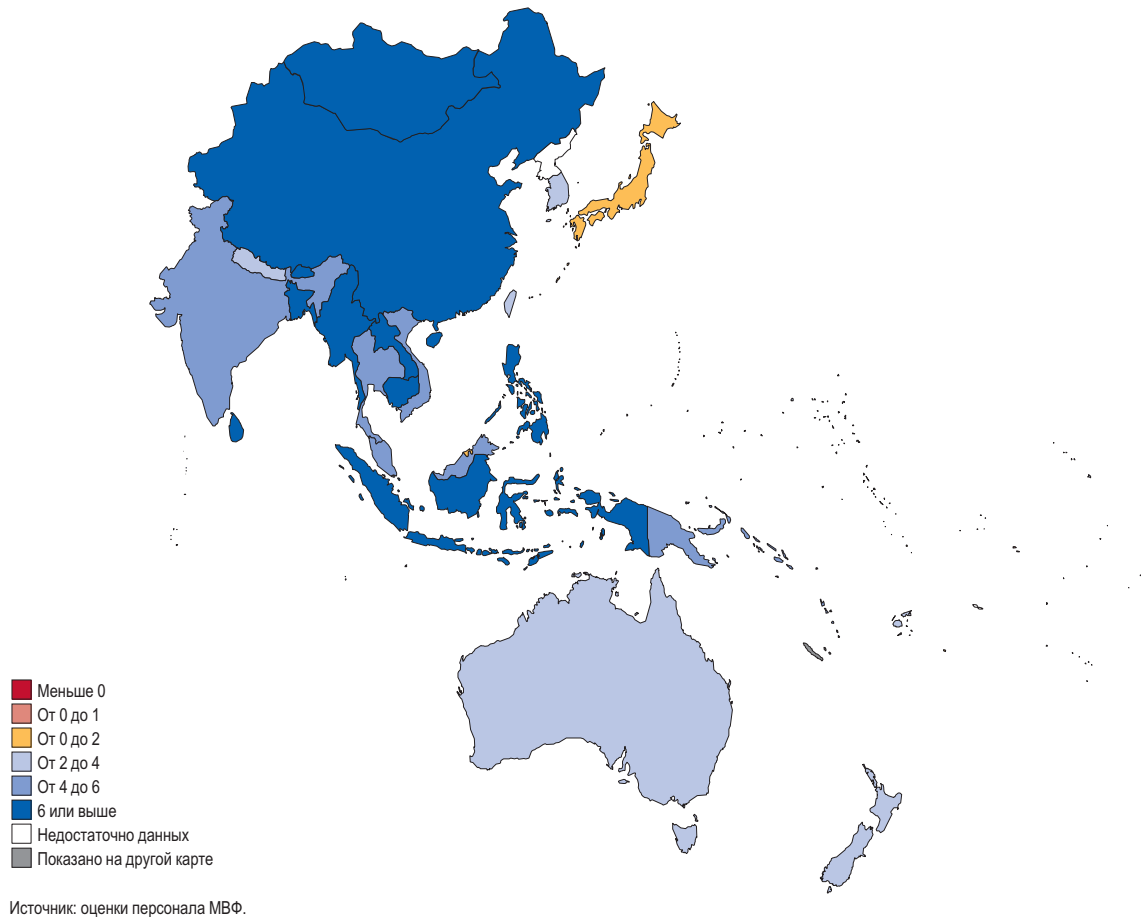 Меньше 0
От 0 до 1
От 0 до 2
От 2 до 4
От 4 до 6
6 или выше
Недостаточно данных
Показано на другой карте
Источник: оценки персонала МВФ.